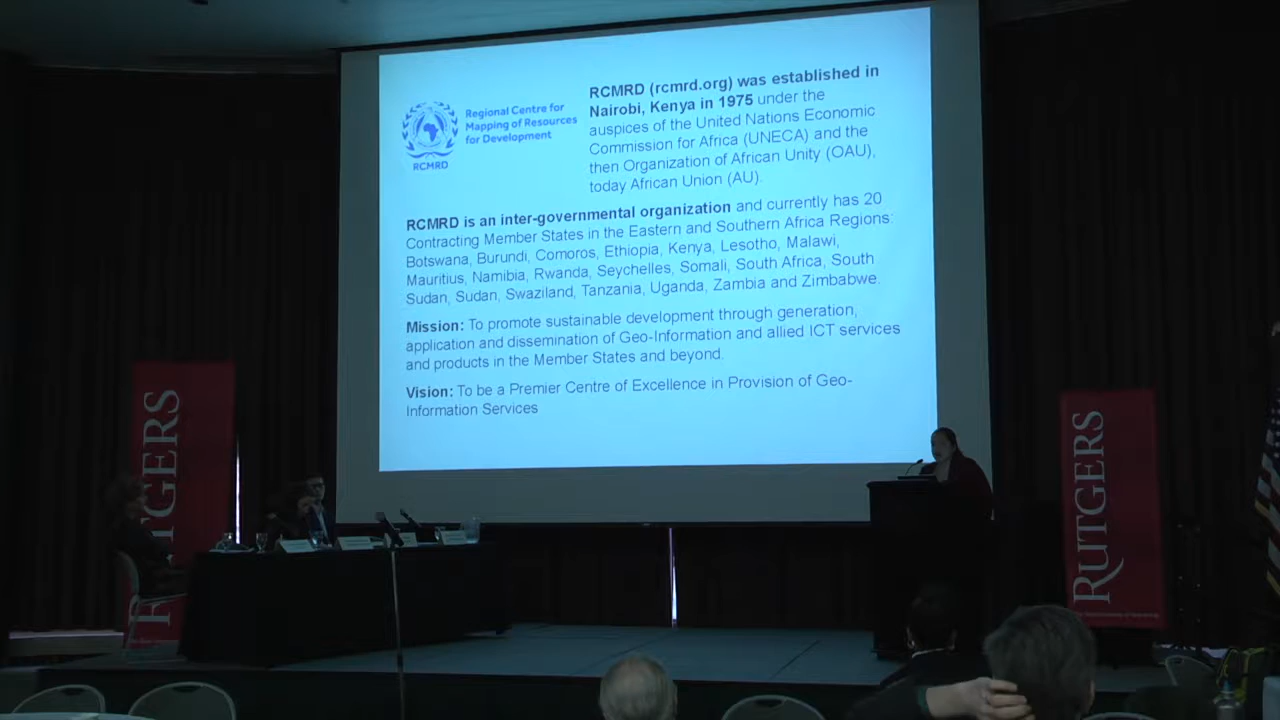 RCMRD (rcmrd.org) was established in
Nairobi, Kenya in 1975 under the
auspices of the United Nations Economic
Commission for Africa (UNECA) and the
then Organization of African Unity (OAU),
today African Union (AU).
Regional Centre for
Mapping of Resources
for Development
RCMRD
RCMRD is an inter-governmental organization and currently has 20
Contracting Member States in the Eastern and Southern Africa Regions:
Botswana, Burundi, Comoros, Ethiopia, Kenya, Lesotho, Malawi,
Mauritius, Namibia, Rwanda, Seychelles, Somali, South Africa, South
Sudan, Sudan, Swaziland, Tanzania, Uganda, Zambia and Zimbabwe.
Mission: To promote sustainable development through generation,
application and dissemination of Geo-Information and allied ICT services
and products in the Member States and beyond.
Vision: To be a Premier Centre of Excellence in Provision of Geo-
Information Services
RUTGERS
RUTGERS